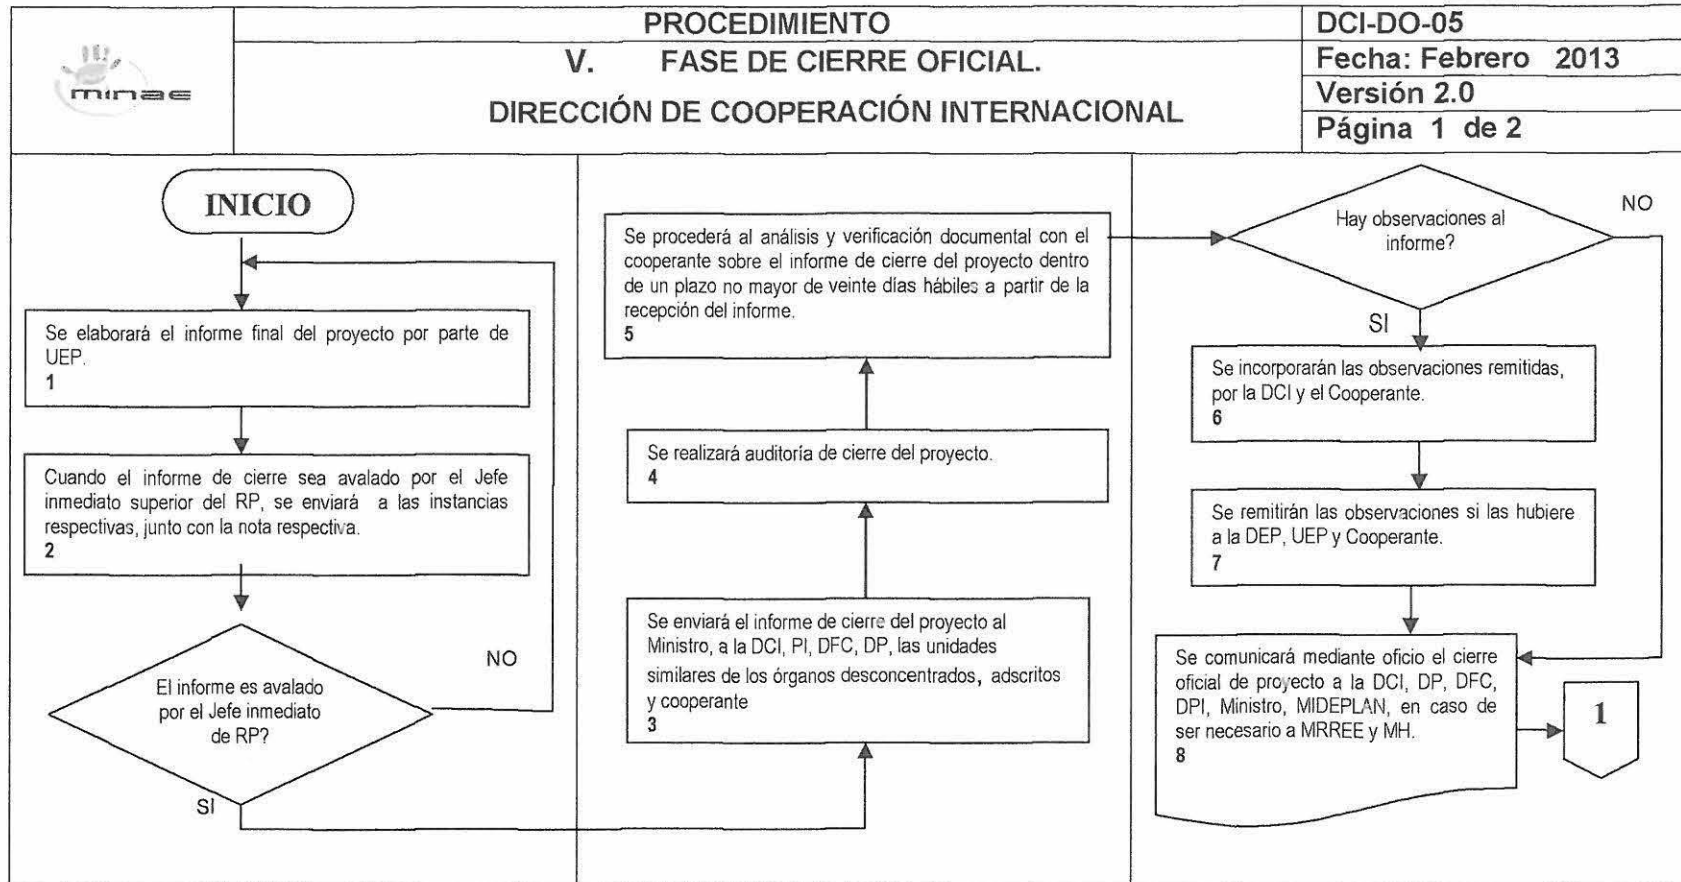 minae
PROCEDIMIENTO
V. FASE DE CIERRE OFICIAL.
DIRECCIÓN DE COOPERACIÓN INTERNACIONAL
DCI-DO-05
Fecha: Febrero 2013
Versión 2.0
Página 1 de 2
INICIO
Se elaborará el informe final del proyecto por parte de
UEP.
1
Cuando el informe de cierre sea avalado por el Jefe
inmediato superior del RP, se enviará a las instancias
respectivas, junto con la nota respectiva.
2
El informe es avalado
por el Jefe inmediato
de RP?
NO
SI
Se procederá al análisis y verificación documental con el
cooperante sobre el informe de cierre del proyecto dentro
de un plazo no mayor de veinte días hábiles a partir de la
recepción del informe.
5
Se realizará auditoría de cierre del proyecto.
4
Se enviará el informe de cierre del proyecto al
Ministro, a la DCI, PI, DFC, DP, las unidades
similares de los órganos desconcentrados, adscritos
y cooperante
3
Hay observaciones al
informe?
NO
SI
Se incorporarán las observaciones remitidas,
por la DCI y el Cooperante.
6
Se remitirán las observaciones si las hubiere
a la DEP, UEP y Cooperante.
7
Se comunicará mediante oficio el cierre
oficial de proyecto a la DCI, DP, DFC,
DPI, Ministro, MIDEPLAN, en caso de
ser necesario a MRREE y MH.
8
1